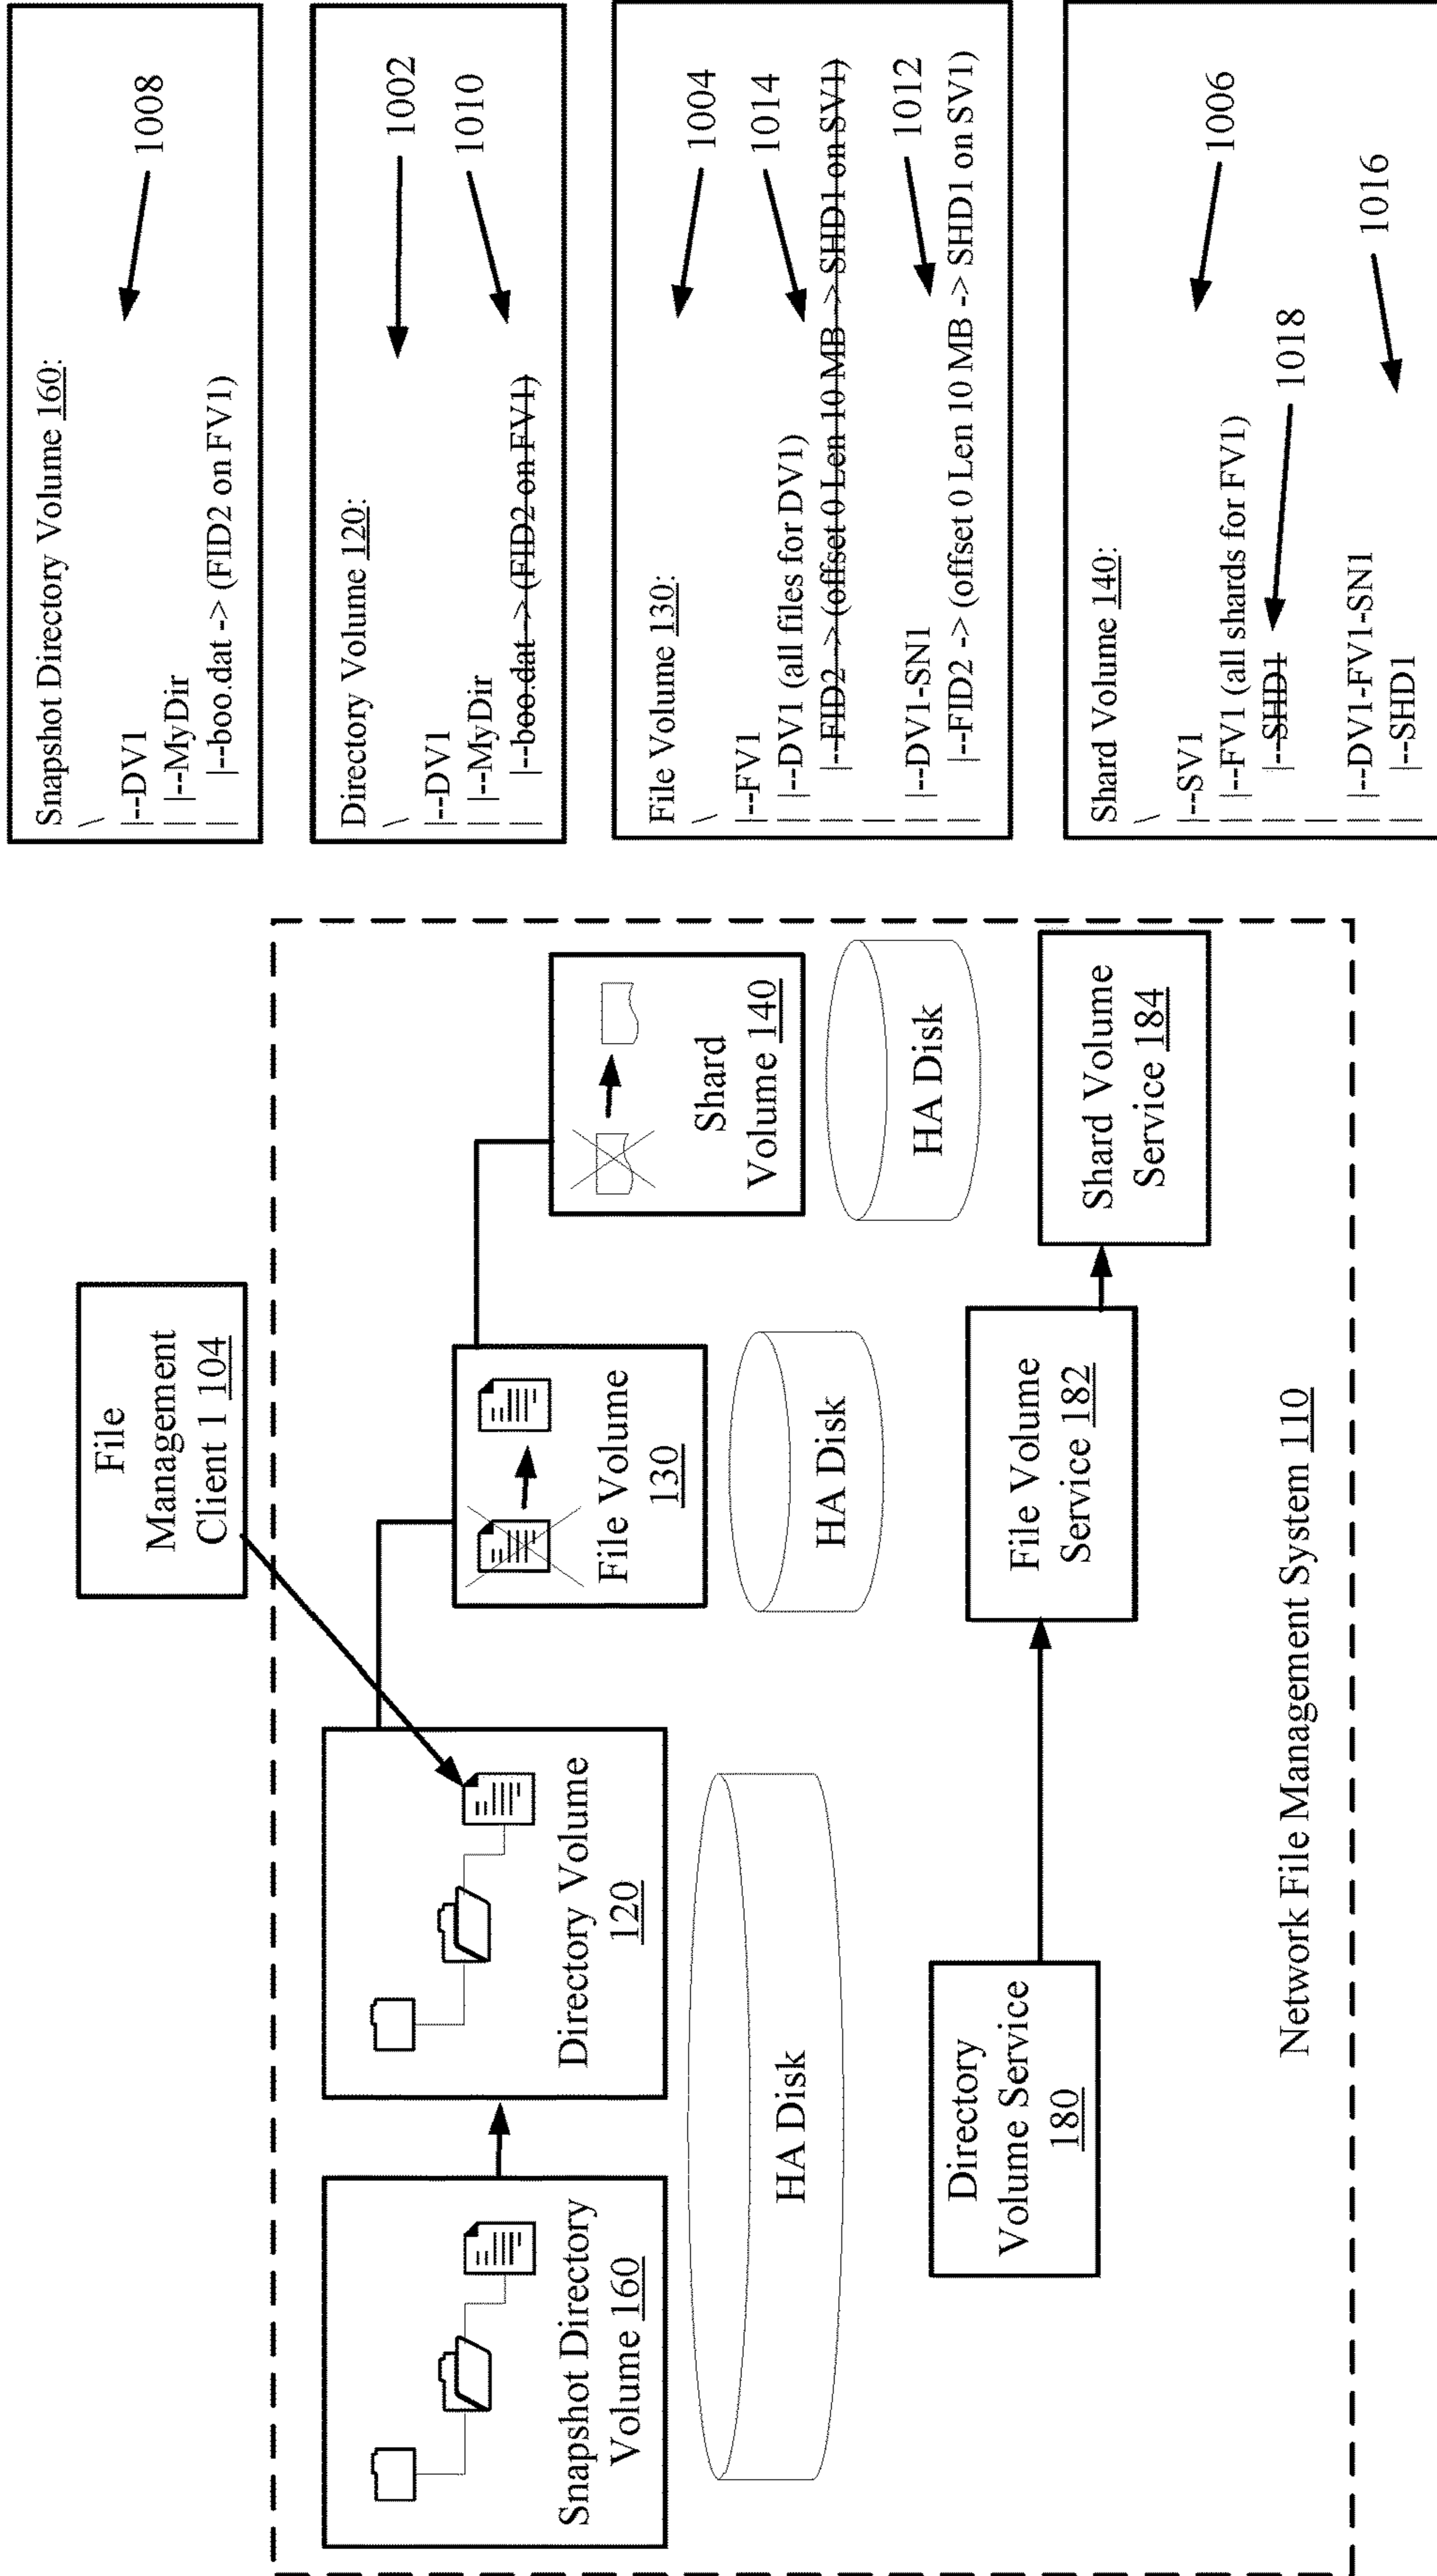 File
Management
Client 1 104
Snapshot Directory
Volume 160
Directory Volume
120
File Volume
130
Shard
Volume 140
HA Disk
HA Disk
HA Disk
Directory
Volume Service
180
File Volume
Service 182
Shard Volume
Service 184
Network File Management System 110
Snapshot Directory Volume 160:
\
|--DV1
| |--MyDir
| |--boo.dat -> (FID2 on FV1)
1008
Directory Volume 120:
\
|--DV1
| |--MyDir
| |--boo.dat -> (FID2 on FV1)
1002
1010
File Volume 130:
\
|--FV1
| |--DV1 (all files for DV1)
| |--FID2 -> (offset 0 Len 10 MB -> SHD1 on SV1)
|
| |--DV1-SN1
| |--FID2 -> (offset 0 Len 10 MB -> SHD1 on SV1)
1004
1014
1012
Shard Volume 140:
\
|--SV1
| |--FV1 (all shards for FV1)
| |--SHD1
|
| |--DV1-FV1-SN1
| |--SHD1
1006
1018
1016